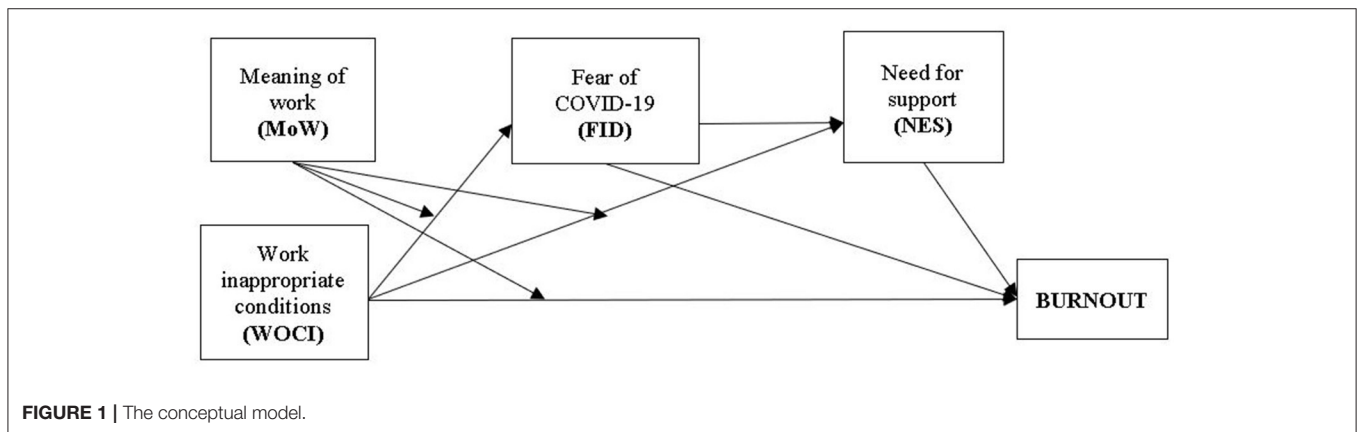 Meaning of
work
(MoW)
Fear of
COVID-19
(FID)
Need for
support
(NES)
Work
inappropriate
conditions
(WOCI)
BURNOUT
FIGURE 1 | The conceptual model.